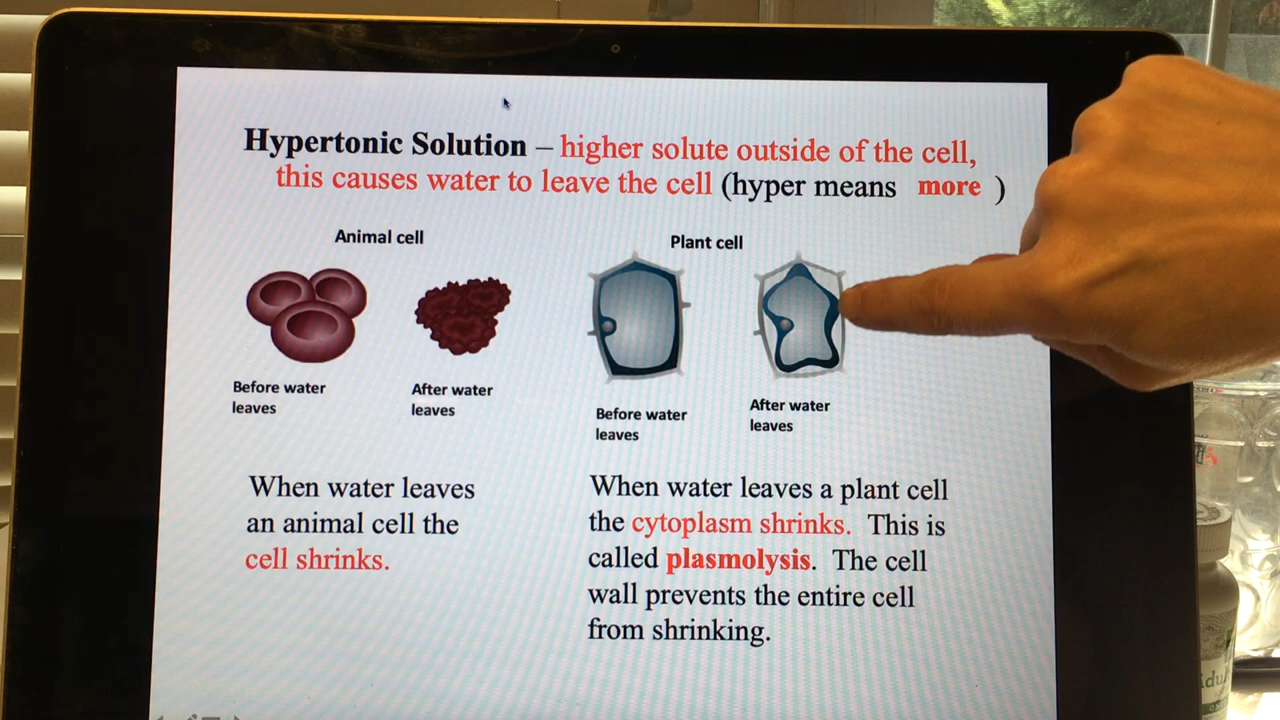 Hypertonic Solution – higher solute outside of the cell,
this causes water to leave the cell (hyper means more )
Animal cell
Plant cell
Before water
leaves
After water
leaves
Before water
leaves
After water
leaves
When water leaves
an animal cell the
cell shrinks.
When water leaves a plant cell
the cytoplasm shrinks. This is
called plasmolysis. The cell
wall prevents the entire cell
from shrinking.